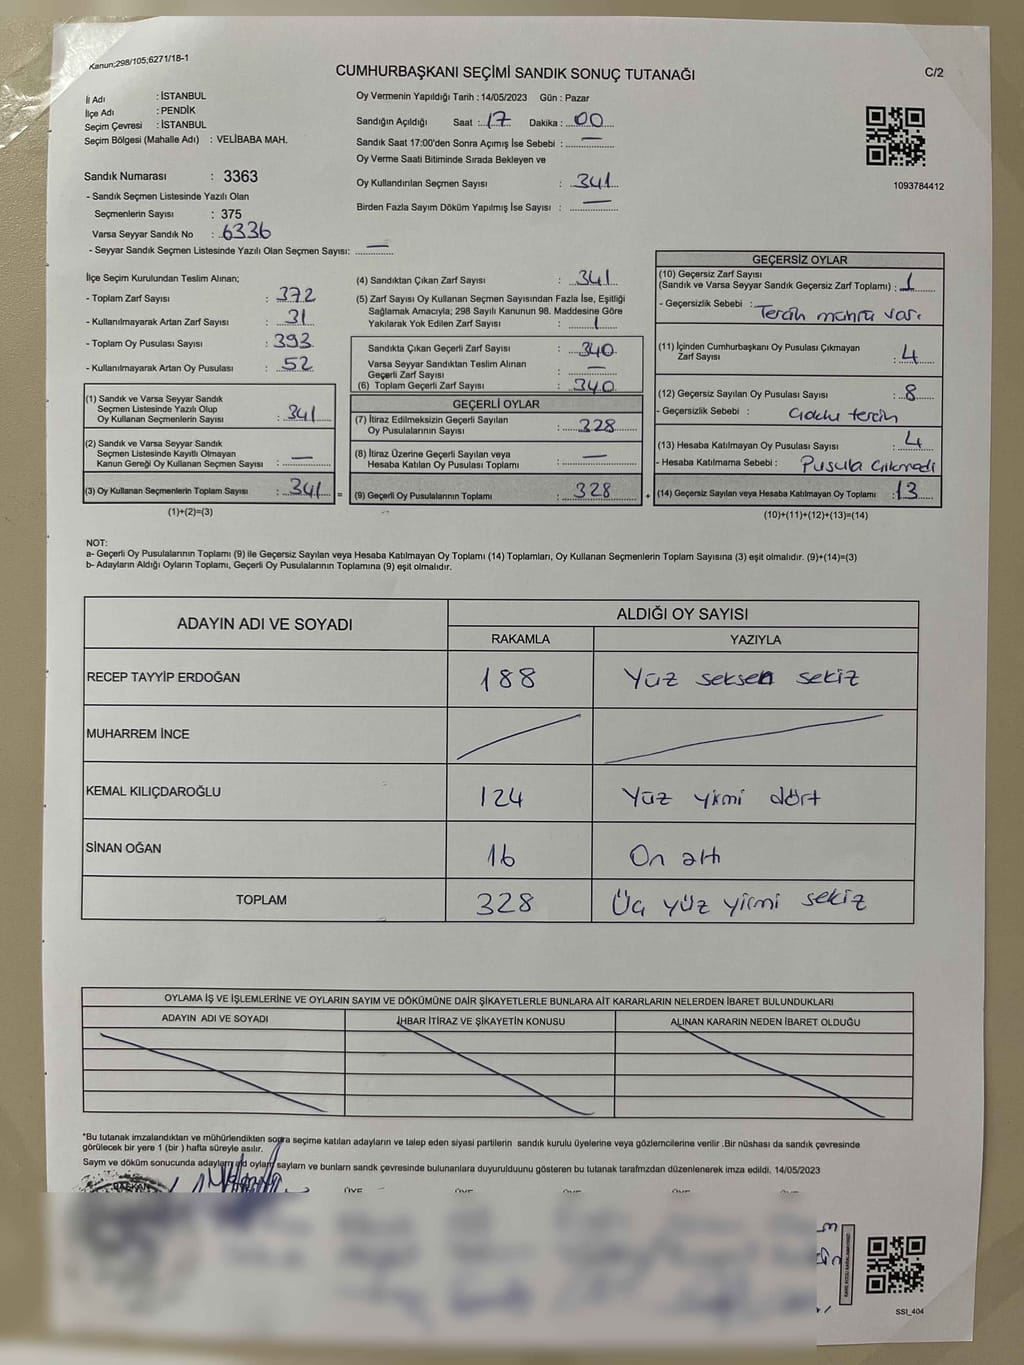 Kanun;298/105;6271/18-1
CUMHURBAŞKANI SEÇİMİ SANDIK SONUÇ TUTANAĞI
C/2
İl Adı : İSTANBUL
İlçe Adı : PENDİK
Seçim Çevresi : İSTANBUL
Seçim Bölgesi (Mahalle Adı) : VELİBABA MAH.
Sandık Numarası : 3363
- Sandık Seçmen Listesinde Yazılı Olan
Seçmenlerin Sayısı : 375
Varsa Seyyar Sandık No : 6336
- Seyyar Sandık Seçmen Listesinde Yazılı Olan Seçmen Sayısı: —
Oy Vermenin Yapıldığı Tarih : 14/05/2023 Gün : Pazar
Sandığın Açıldığı Saat : 17 Dakika : 00
Sandık Saat 17:00'den Sonra Açımış İse Sebebi : —
Oy Verme Saati Bitiminde Sırada Bekleyen ve
Oy Kullandırılan Seçmen Sayısı : 341
Birden Fazla Sayım Döküm Yapılmış İse Sayısı : —
1093784412
İlçe Seçim Kurulundan Teslim Alınan;
- Toplam Zarf Sayısı : 372
- Kullanılmayarak Artan Zarf Sayısı : 31
- Toplam Oy Pusulası Sayısı : 393
- Kullanılmayarak Artan Oy Pusulası : 52
(1) Sandık ve Varsa Seyyar Sandık
Seçmen Listesinde Yazılı Olup
Oy Kullanan Seçmenlerin Sayısı : 341
(2) Sandık ve Varsa Seyyar Sandık
Seçmen Listesinde Kayıtlı Olmayan
Kanun Gereği Oy Kullanan Seçmen Sayısı : —
(3) Oy Kullanan Seçmenlerin Toplam Sayısı : 341 =
(1)+(2)=(3)
(4) Sandıktan Çıkan Zarf Sayısı : 341
(5) Zarf Sayısı Oy Kullanan Seçmen Sayısından Fazla İse, Eşitliği
Sağlamak Amacıyla; 298 Sayılı Kanunun 98. Maddesine Göre
Yakılarak Yok Edilen Zarf Sayısı :
Sandıkta Çıkan Geçerli Zarf Sayısı : 340
Varsa Seyyar Sandıktan Teslim Alınan
Geçerli Zarf Sayısı : —
(6) Toplam Geçerli Zarf Sayısı : 340
GEÇERLİ OYLAR
(7) İtiraz Edilmeksizin Geçerli Sayılan
Oy Pusulalarının Sayısı : 328
(8) İtiraz Üzerine Geçerli Sayılan veya
Hesaba Katılan Oy Pusulası Toplamı : —
(9) Geçerli Oy Pusulalarının Toplamı : 328 +
GEÇERSİZ OYLAR
(10) Geçersiz Zarf Sayısı
(Sandık ve Varsa Seyyar Sandık Geçersiz Zarf Toplamı) : 1
- Geçersizlik Sebebi : Tercih mührü var.
(11) İçinden Cumhurbaşkanı Oy Pusulası Çıkmayan
Zarf Sayısı : 4
(12) Geçersiz Sayılan Oy Pusulası Sayısı : 8
- Geçersizlik Sebebi : tercih
(13) Hesaba Katılmayan Oy Pusulası Sayısı : 4
- Hesaba Katılmama Sebebi : Pusula çıkmadı
(14) Geçersiz Sayılan veya Hesaba Katılmayan Oy Toplamı : 13
(10)+(11)+(12)+(13)=(14)
NOT:
a- Geçerli Oy Pusulalarının Toplamı (9) ile Geçersiz Sayılan veya Hesaba Katılmayan Oy Toplamı (14) Toplamları, Oy Kullanan Seçmenlerin Toplam Sayısına (3) eşit olmalıdır. (9)+(14)=(3)
b- Adayların Aldığı Oyların Toplamı, Geçerli Oy Pusulalarının Toplamına (9) eşit olmalıdır.
ADAYIN ADI VE SOYADI
ALDIĞI OY SAYISI
RAKAMLA YAZIYLA
RECEP TAYYİP ERDOĞAN 188 Yüz seksen sekiz
MUHARREM İNCE
KEMAL KILIÇDAROĞLU 124 Yüz yirmi dört
SİNAN OĞAN 16 On altı
TOPLAM 328 Üç yüz yirmi sekiz
OYLAMA İŞ VE İŞLEMLERİNE VE OYLARIN SAYIM VE DÖKÜMÜNE DAİR ŞİKAYETLERLE BUNLARA AİT KARARLARIN NELERDEN İBARET BULUNDUKLARI
ADAYIN ADI VE SOYADI İHBAR İTİRAZ VE ŞİKAYETİN KONUSU ALINAN KARARIN NEDEN İBARET OLDUĞU
*Bu tutanak imzalandıktan ve mühürlendikten sonra seçime katılan adayların ve talep eden siyasi partilerin sandık kurulu üyelerine veya gözlemcilerine verilir .Bir nüshası da sandık çevresinde
görülecek bir yere 1 (bir ) hafta süreyle asılır.
Sayım ve döküm sonucunda adayların oyların sayıları ve bunların sandık çevresinde bulunanlara duyurulduunu gösteren bu tutanak tarafmzdan düzenlenerek imza edildi. 14/05/2023
BAŞKAN ÜYE ÜYE ÜYE ÜYE ÜYE
SSI_404